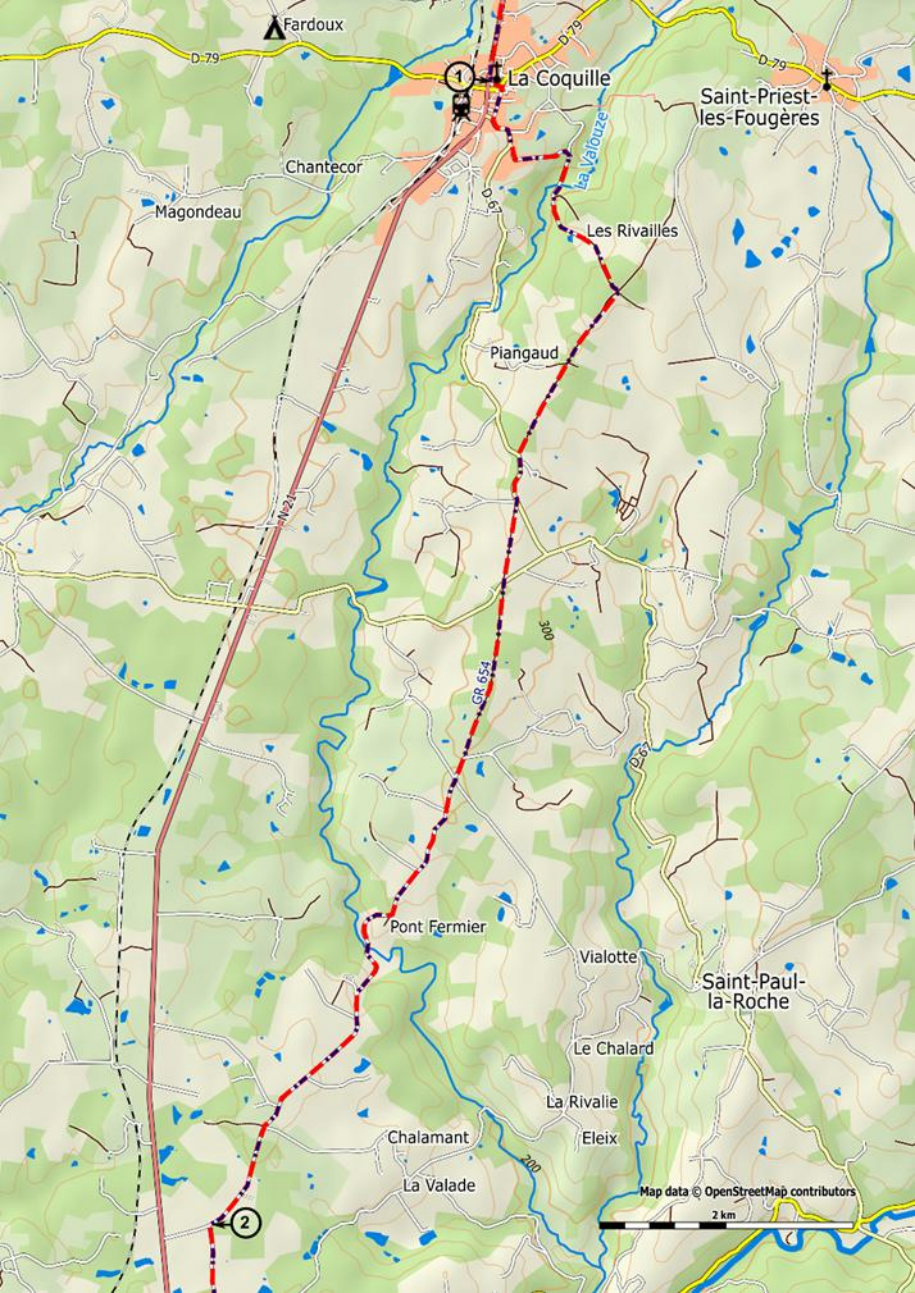 Fardoux
D 79
D 79
1
La Coquille
D 79
Saint-Priest-
les-Fougères
La Valouze
Chantecor
D 67
Magondeau
Les Rivailles
Piangaud
N 21
300
GR 654
D 67
Pont Fermier
Vialotte
Saint-Paul-
la-Roche
Le Chalard
La Rivalie
Chalamant
Eleix
200
La Valade
Map data © OpenStreetMap contributors
2 km
2